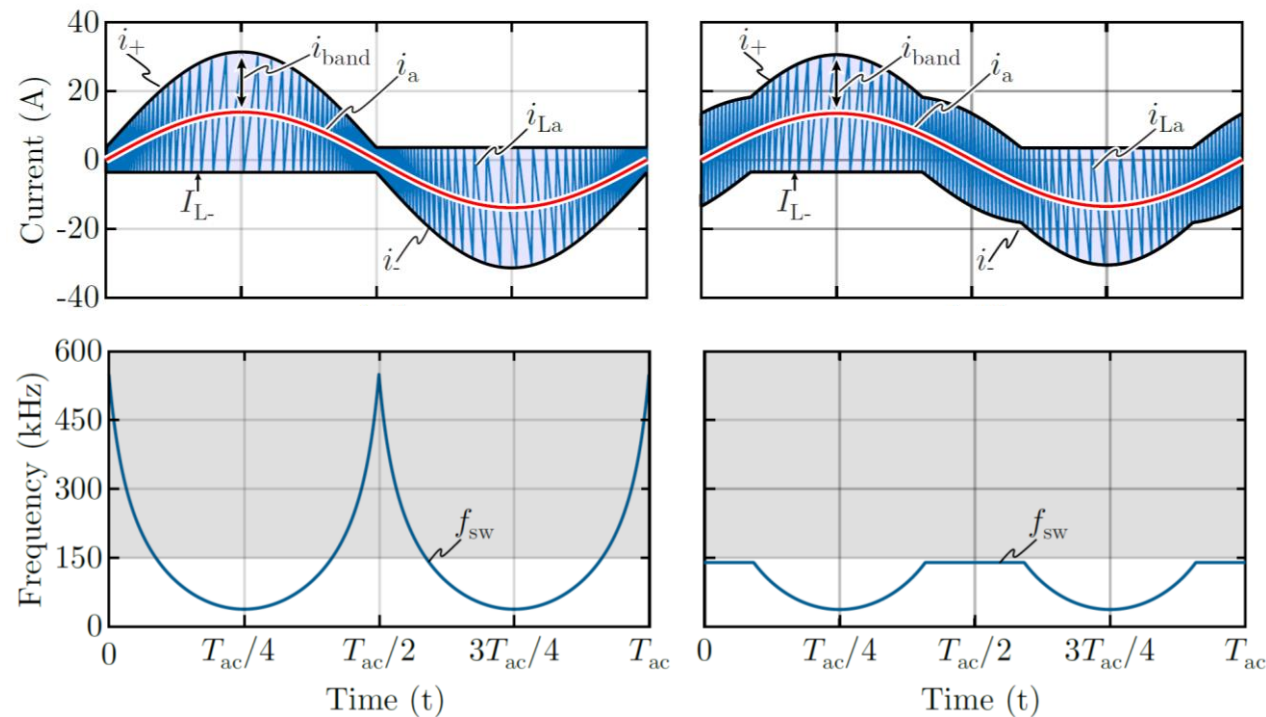 Current (A)
40
20
0
-20
-40
i+
iband
ia
IL-
iLa
i-
i+
iband
ia
iLa
IL-
i-
Frequency (kHz)
600
450
300
150
0
fsw
0
Tac/4
Tac/2
3Tac/4
Tac
Time (t)
fsw
0
Tac/4
Tac/2
3Tac/4
Tac
Time (t)